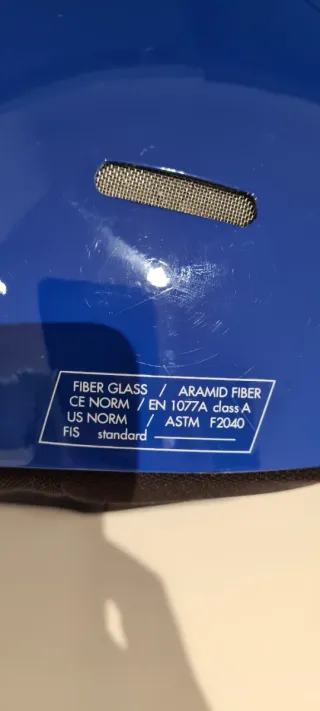 FIBER GLASS / ARAMID FIBER
CE NORM / EN 1077A class A
US NORM / ASTM F2040
FIS standard